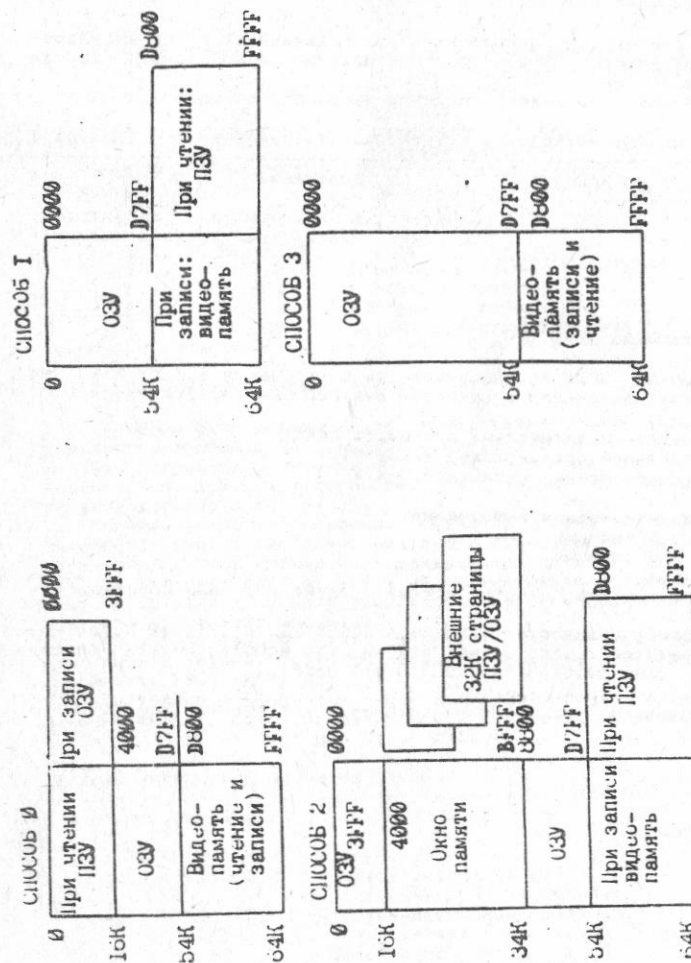 СПОСОБ 0
0
При чтении
ПЗУ
При записи
ОЗУ
0000
3FFF
16К
4000
ОЗУ
D7FF
54К
D800
Видео-
память
(чтение и
записи)
FFFF
64К
СПОСОБ I
0
0000
ОЗУ
D7FF
D800
54К
При
записи:
видео-
память
При чтении:
ПЗУ
FFFF
64К
СПОСОБ 2
0
ОЗУ
3FFF
0000
16К
4000
Окно
памяти
Внешние
32К страницы
ПЗУ/ОЗУ
BFFF
34К
8800
ОЗУ
D7FF
D800
54К
При записи
видео-
память
При чтении
ПЗУ
FFFF
64К
СПОСОБ 3
0
0000
ОЗУ
D7FF
54К
D800
Видео-
память
(записи и
чтение)
FFFF
64К